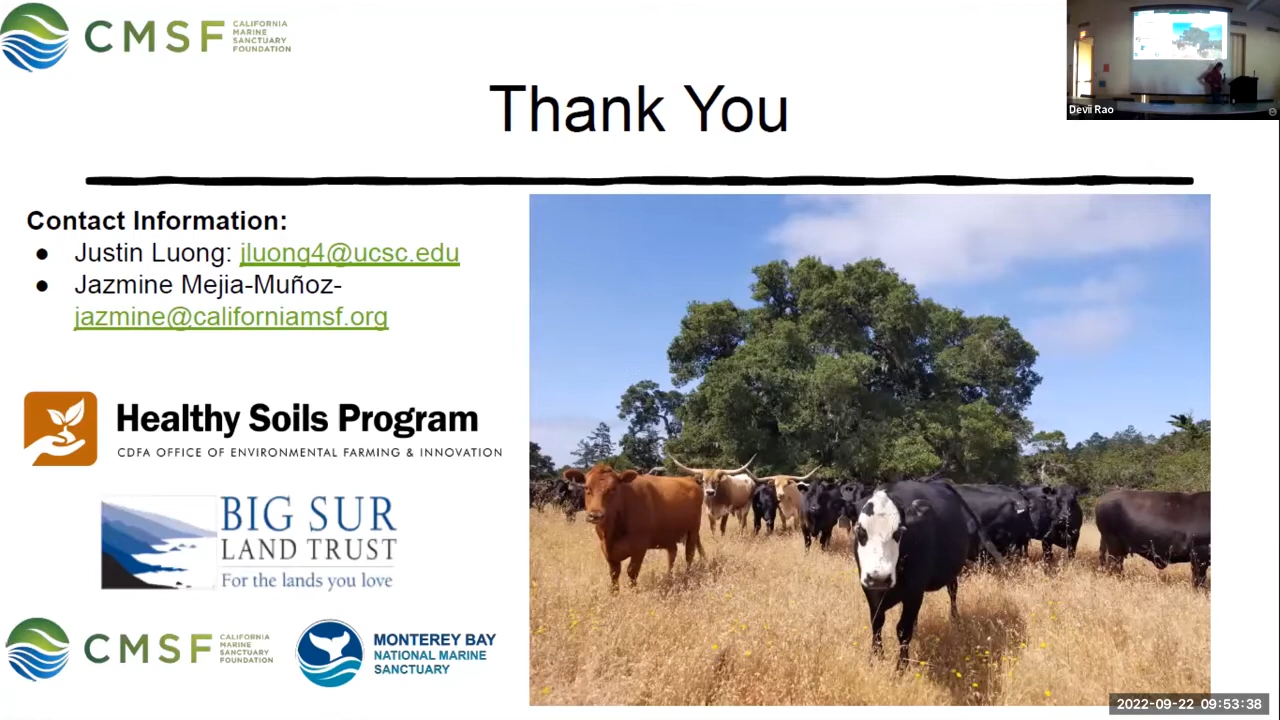 CMSF
CALIFORNIA
MARINE
SANCTUARY
FOUNDATION
Devii Rao
Thank You
Contact Information:
● Justin Luong: jluong4@ucsc.edu
● Jazmine Mejia-Muñoz-
jazmine@californiamsf.org
Healthy Soils Program
CDFA OFFICE OF ENVIRONMENTAL FARMING & INNOVATION
BIG SUR
LAND TRUST
For the lands you love
CMSF
CALIFORNIA
MARINE
SANCTUARY
FOUNDATION
MONTEREY BAY
NATIONAL MARINE
SANCTUARY
2022-09-22 09:53:38